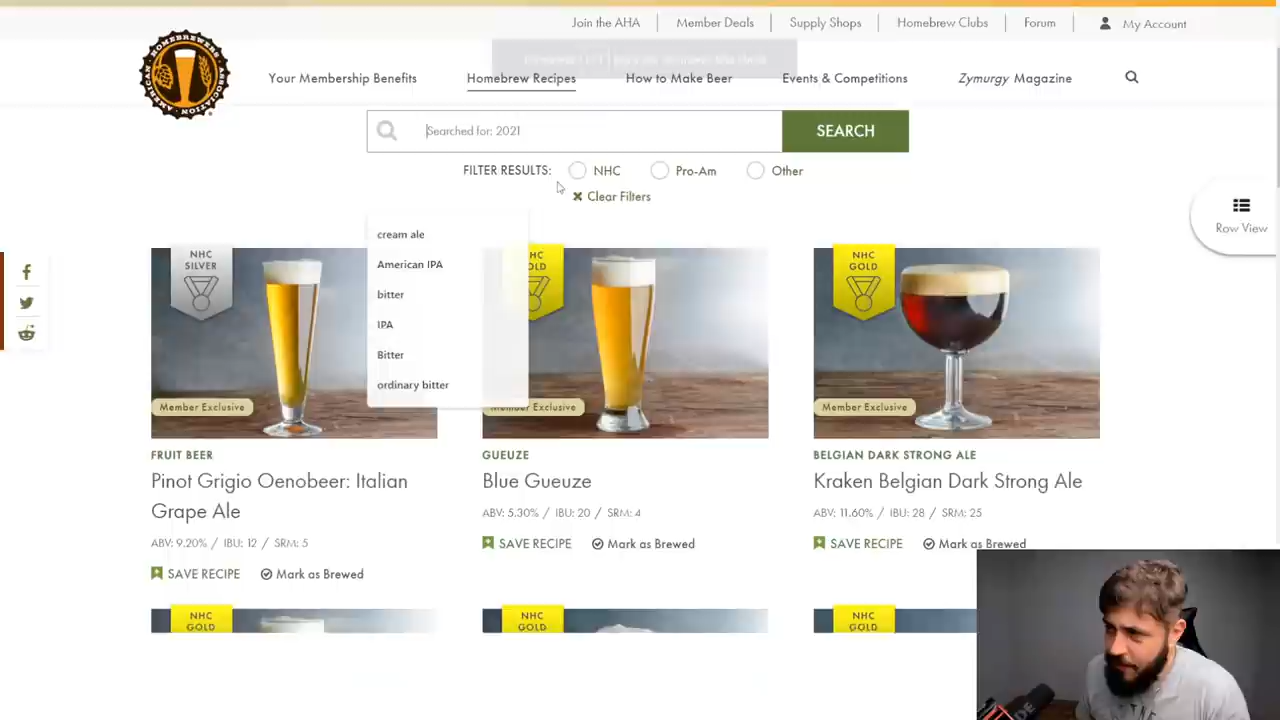 Join the AHA
Member Deals
Supply Shops
Homebrew Clubs
Forum
My Account
AMERICAN HOMEBREWERS ASSOCIATION
Your Membership Benefits
Homebrew Recipes
How to Make Beer
Events & Competitions
Zymurgy Magazine
Searched for: 2021
SEARCH
FILTER RESULTS:
NHC
Pro-Am
Other
Clear Filters
Row View
cream ale
American IPA
bitter
IPA
Bitter
ordinary bitter
NHC
SILVER
Member Exclusive
FRUIT BEER
Pinot Grigio Oenobeer: Italian
Grape Ale
ABV: 9.20% / IBU: 12 / SRM: 5
SAVE RECIPE
Mark as Brewed
NHC
GOLD
Member Exclusive
GUEUZE
Blue Gueuze
ABV: 5.30% / IBU: 20 / SRM: 4
SAVE RECIPE
Mark as Brewed
NHC
GOLD
Member Exclusive
BELGIAN DARK STRONG ALE
Kraken Belgian Dark Strong Ale
ABV: 11.60% / IBU: 28 / SRM: 25
SAVE RECIPE
Mark as Brewed
NHC
GOLD
NHC
GOLD
NHC
GOLD